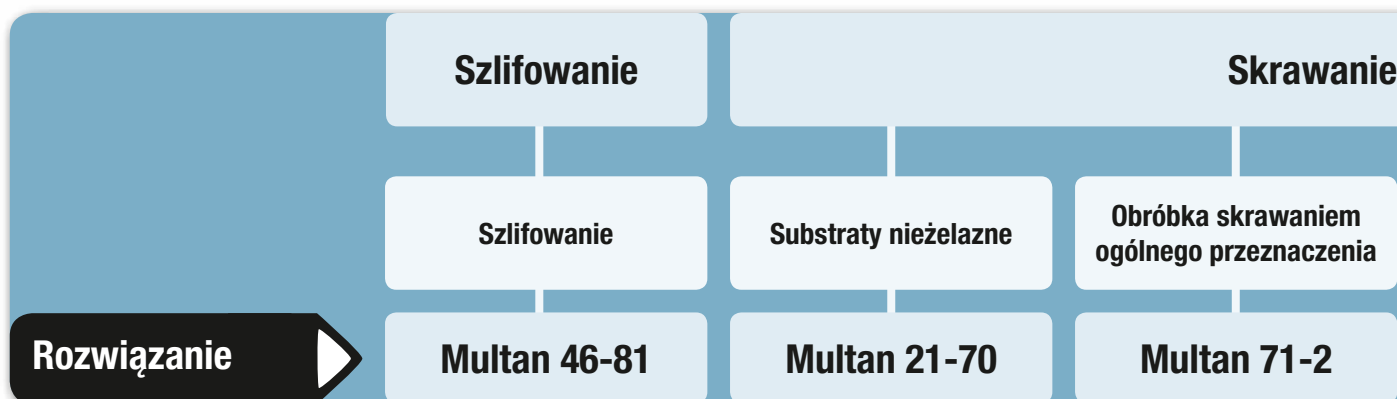 Szlifowanie
Skrawanie
Szlifowanie
Substraty nieżelazne
Obróbka skrawaniem
ogólnego przeznaczenia
Rozwiązanie
Multan 46-81
Multan 21-70
Multan 71-2